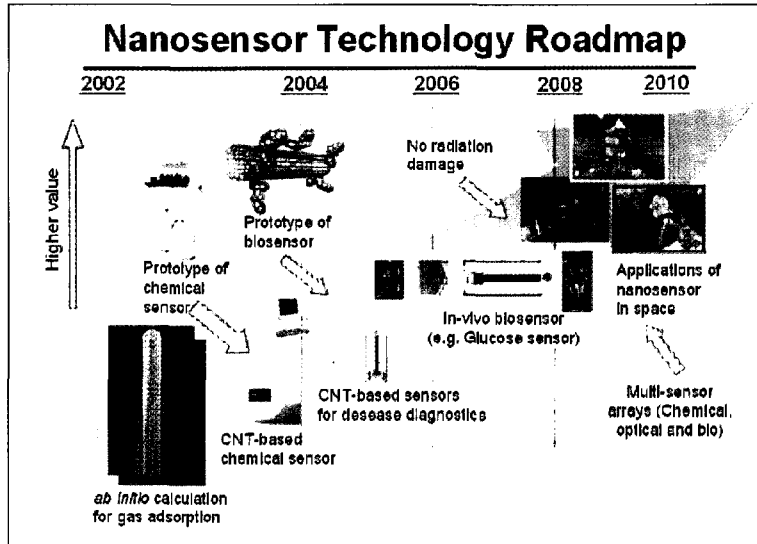 Nanosensor Technology Roadmap
2002
2004
2006
2008
2010
Higher value
No radiation
damage
Prototype of
biosensor
Prototype of
chemical
sensor
Applications of
nanosensor
in space
In-vivo biosensor
(e.g. Glucose sensor)
CNT-based sensors
for desease diagnostics
Multi-sensor
arrays (Chemical,
optical and bio)
CNT-based
chemical sensor
ab initio calculation
for gas adsorption